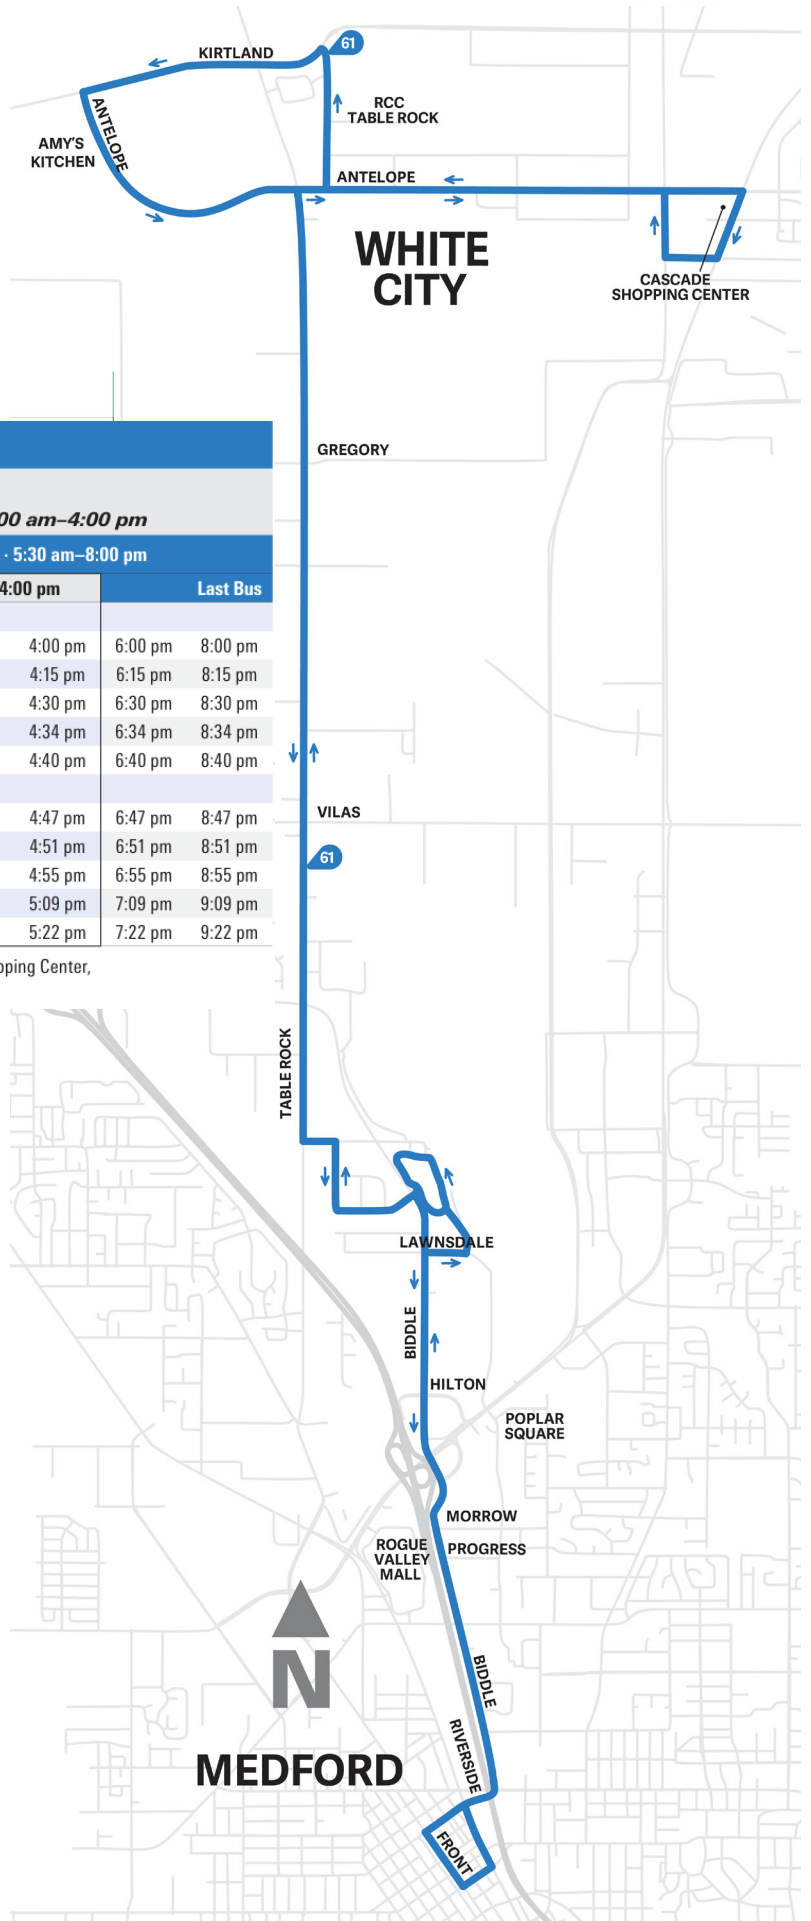 KIRTLAND
61
RCC
TABLE ROCK
ANTELOPE
AMY'S
KITCHEN
ANTELOPE
WHITE
CITY
CASCADE
SHOPPING CENTER
GREGORY
00 am–4:00 pm
· 5:30 am–8:00 pm
4:00 pm Last Bus
4:00 pm 6:00 pm 8:00 pm
4:15 pm 6:15 pm 8:15 pm
4:30 pm 6:30 pm 8:30 pm
4:34 pm 6:34 pm 8:34 pm
4:40 pm 6:40 pm 8:40 pm
4:47 pm 6:47 pm 8:47 pm
4:51 pm 6:51 pm 8:51 pm
4:55 pm 6:55 pm 8:55 pm
5:09 pm 7:09 pm 9:09 pm
5:22 pm 7:22 pm 9:22 pm
pping Center,
VILAS
61
TABLE ROCK
LAWNSDALE
BIDDLE
HILTON
POPLAR
SQUARE
MORROW
ROGUE
VALLEY
MALL
PROGRESS
N
BIDDLE
RIVERSIDE
MEDFORD
FRONT